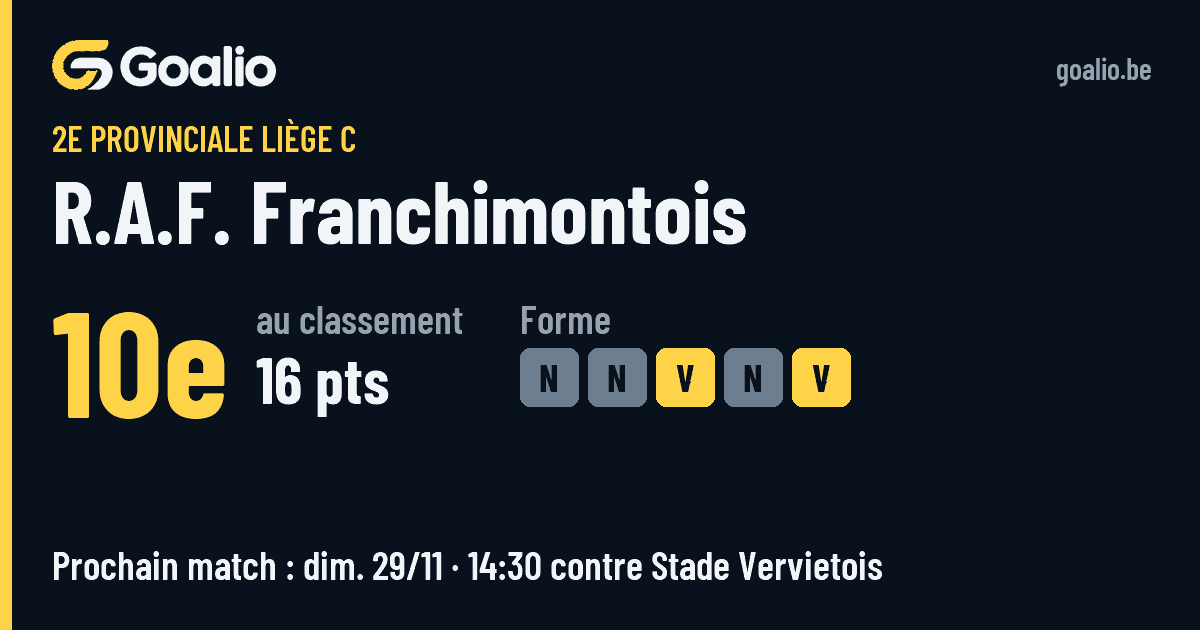 Goalio
goalio.be
2E PROVINCIALE LIÈGE C
R.A.F. Franchimontois
10e
au classement
16 pts
Forme
N N V N V
Prochain match : dim. 29/11 · 14:30 contre Stade Vervietois